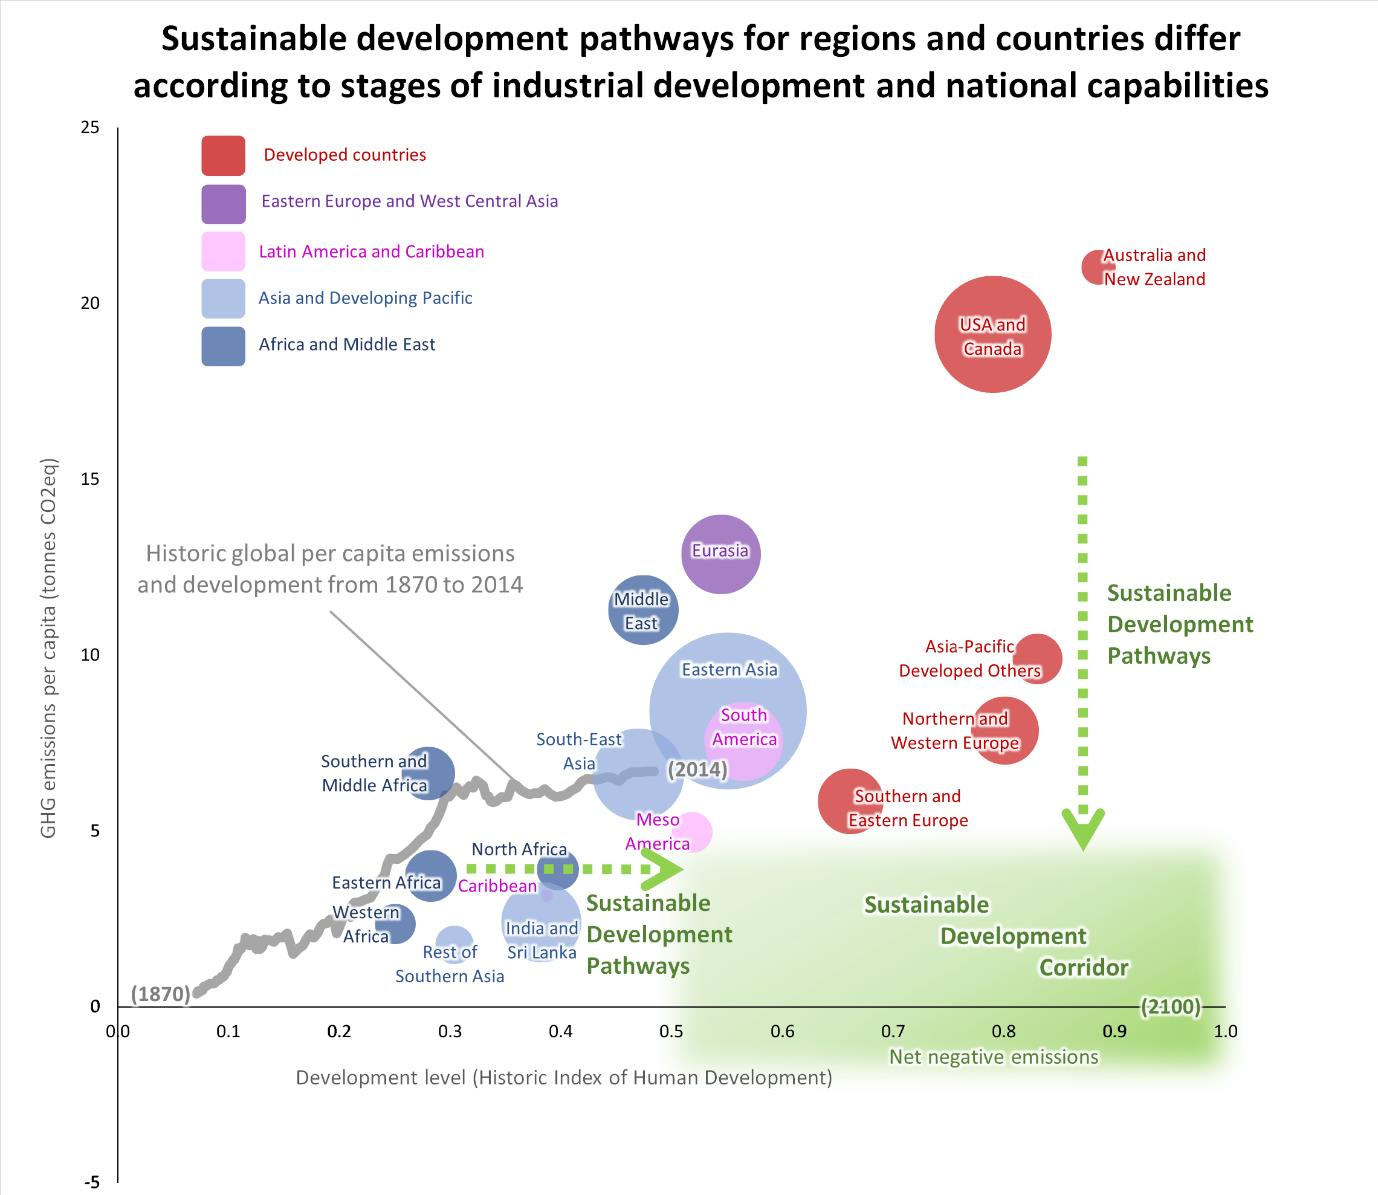 Sustainable development pathways for regions and countries differ
according to stages of industrial development and national capabilities
25
Developed countries
Eastern Europe and West Central Asia
Latin America and Caribbean
Asia and Developing Pacific
Africa and Middle East
Australia and
New Zealand
20
USA and
Canada
15
GHG emissions per capita (tonnes CO2eq)
Historic global per capita emissions
and development from 1870 to 2014
Eurasia
Middle
East
Sustainable
Development
Pathways
10
Asia-Pacific
Developed Others
Eastern Asia
South
America
Northern and
Western Europe
South-East
Asia
(2014)
Southern and
Middle Africa
Southern and
Eastern Europe
5
Meso
America
North Africa
Eastern Africa
Caribbean
Western
Africa
India and
Sri Lanka
Rest of
Southern Asia
Sustainable
Development
Pathways
Sustainable
Development
Corridor
(1870)
0
(2100)
0.0 0.1 0.2 0.3 0.4 0.5 0.6 0.7 0.8 0.9 1.0
Net negative emissions
Development level (Historic Index of Human Development)
-5